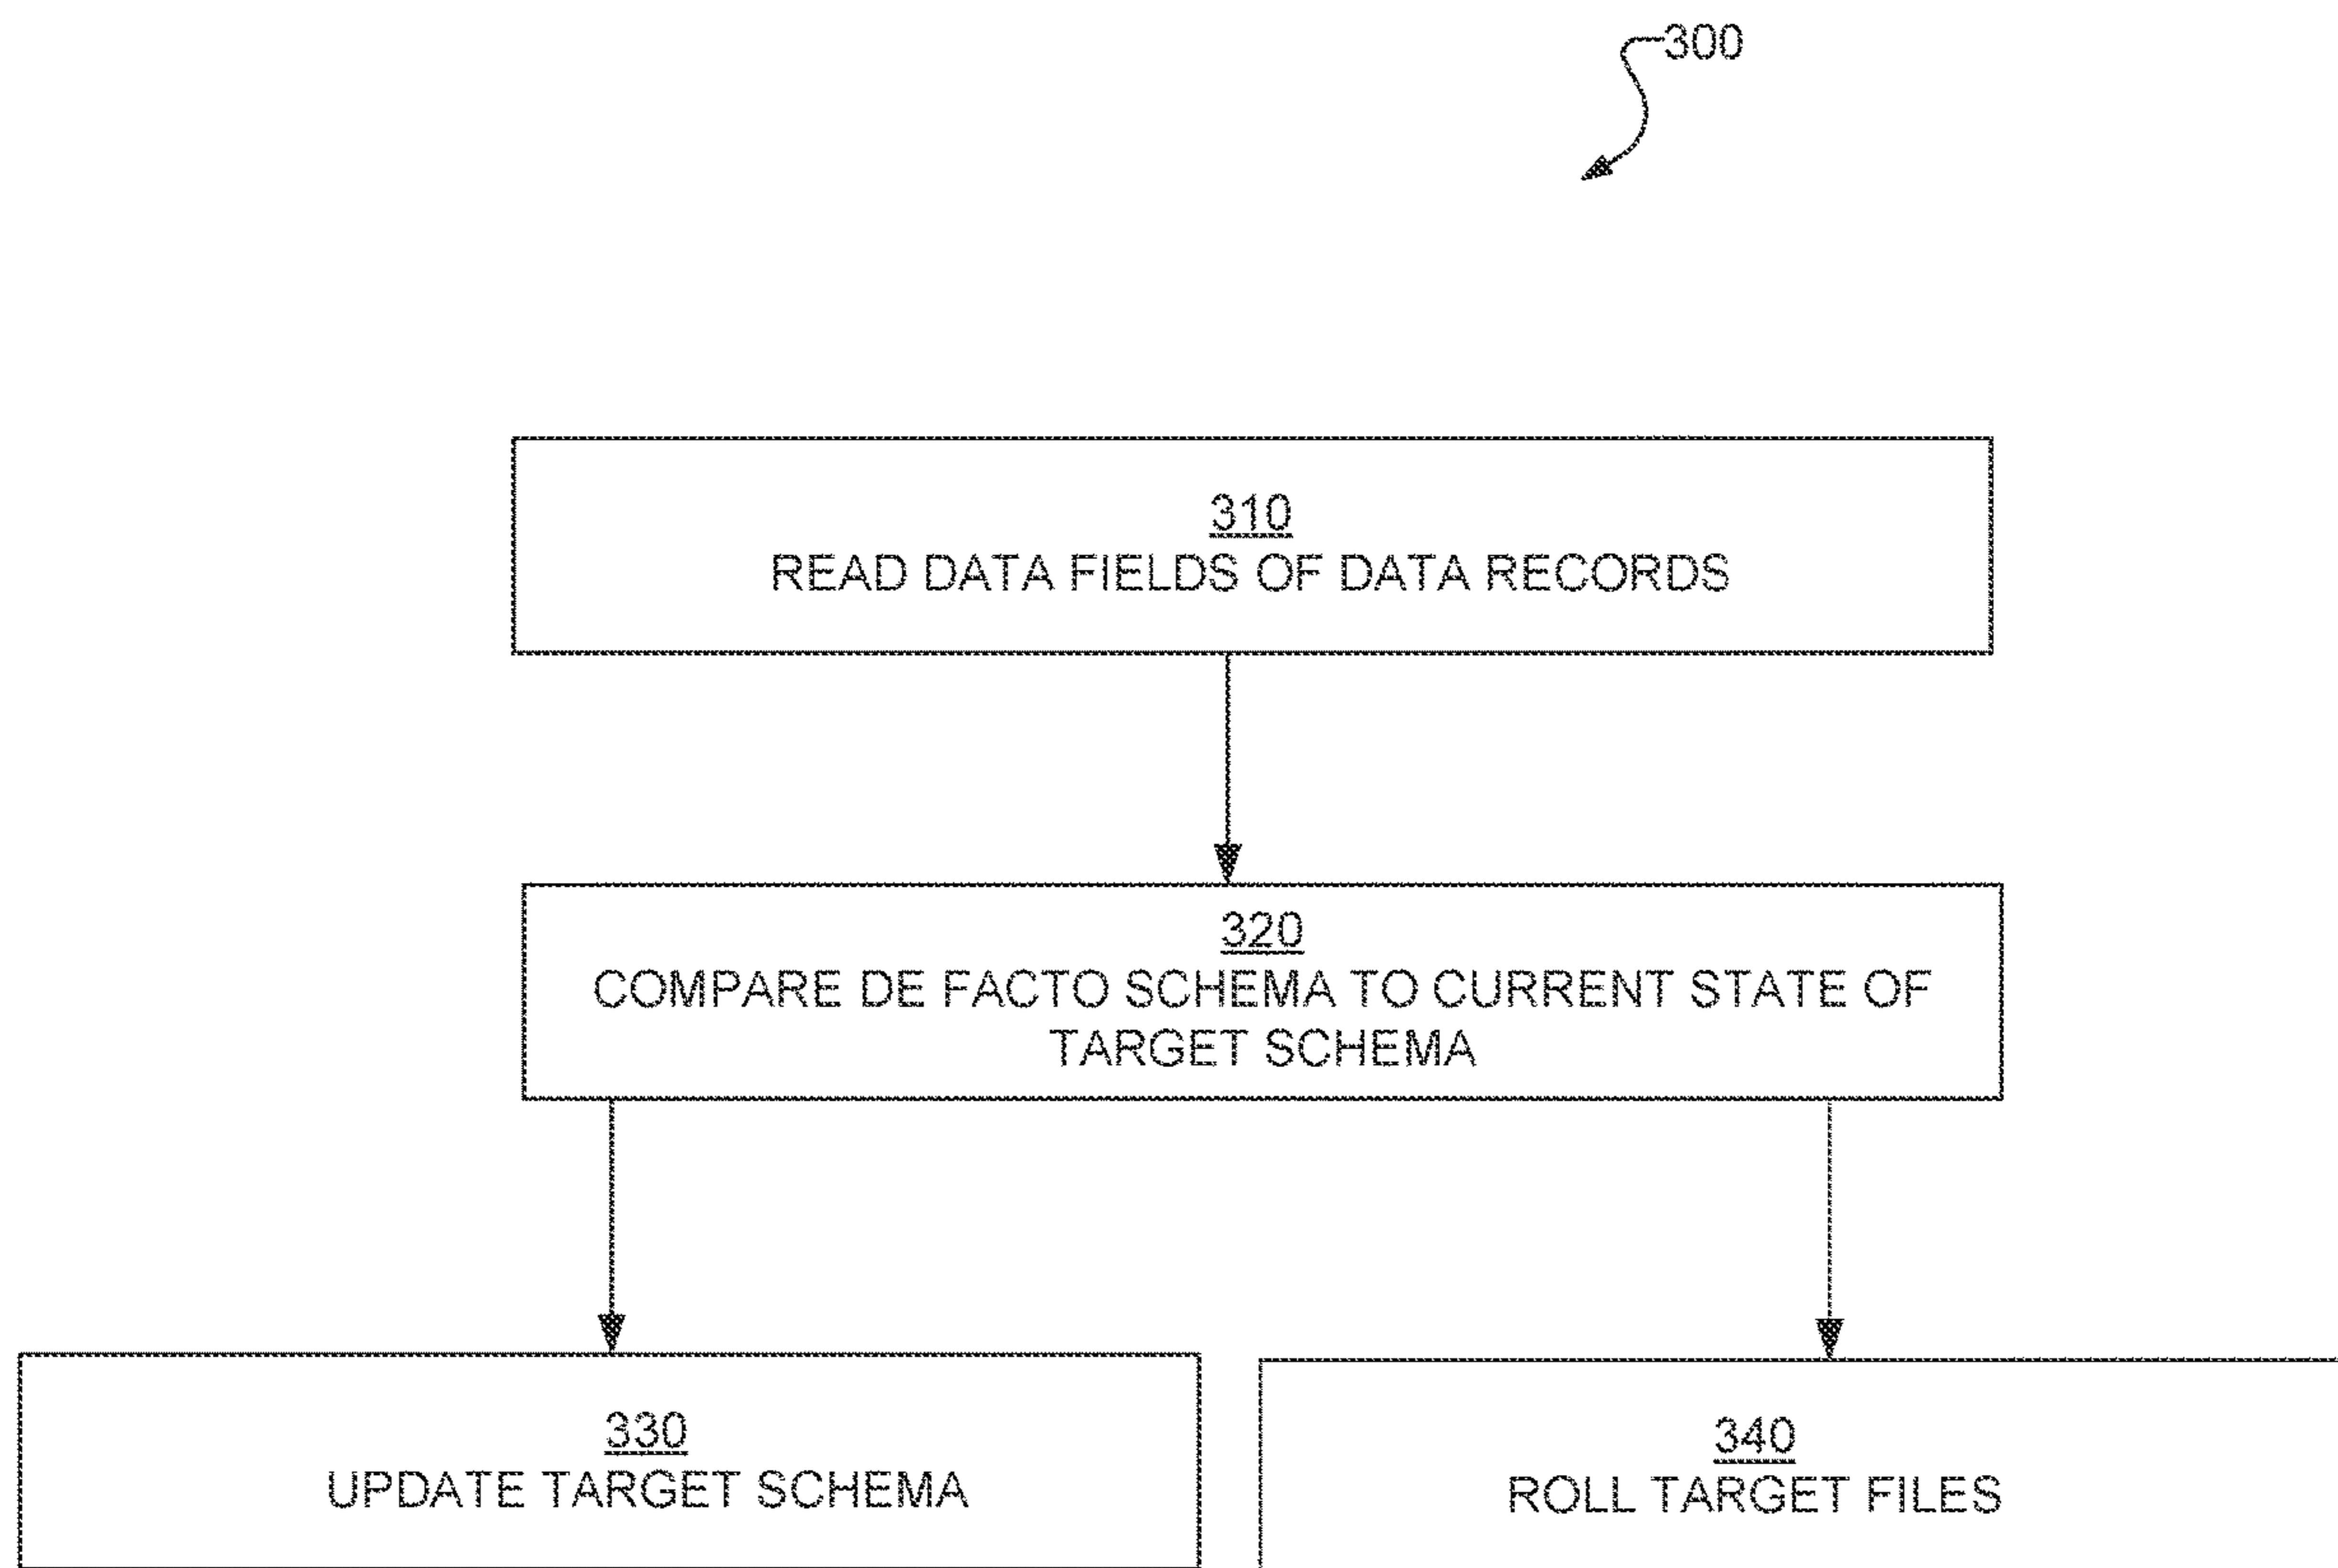 300
310
READ DATA FIELDS OF DATA RECORDS
320
COMPARE DE FACTO SCHEMA TO CURRENT STATE OF
TARGET SCHEMA
330
UPDATE TARGET SCHEMA
340
ROLL TARGET FILES